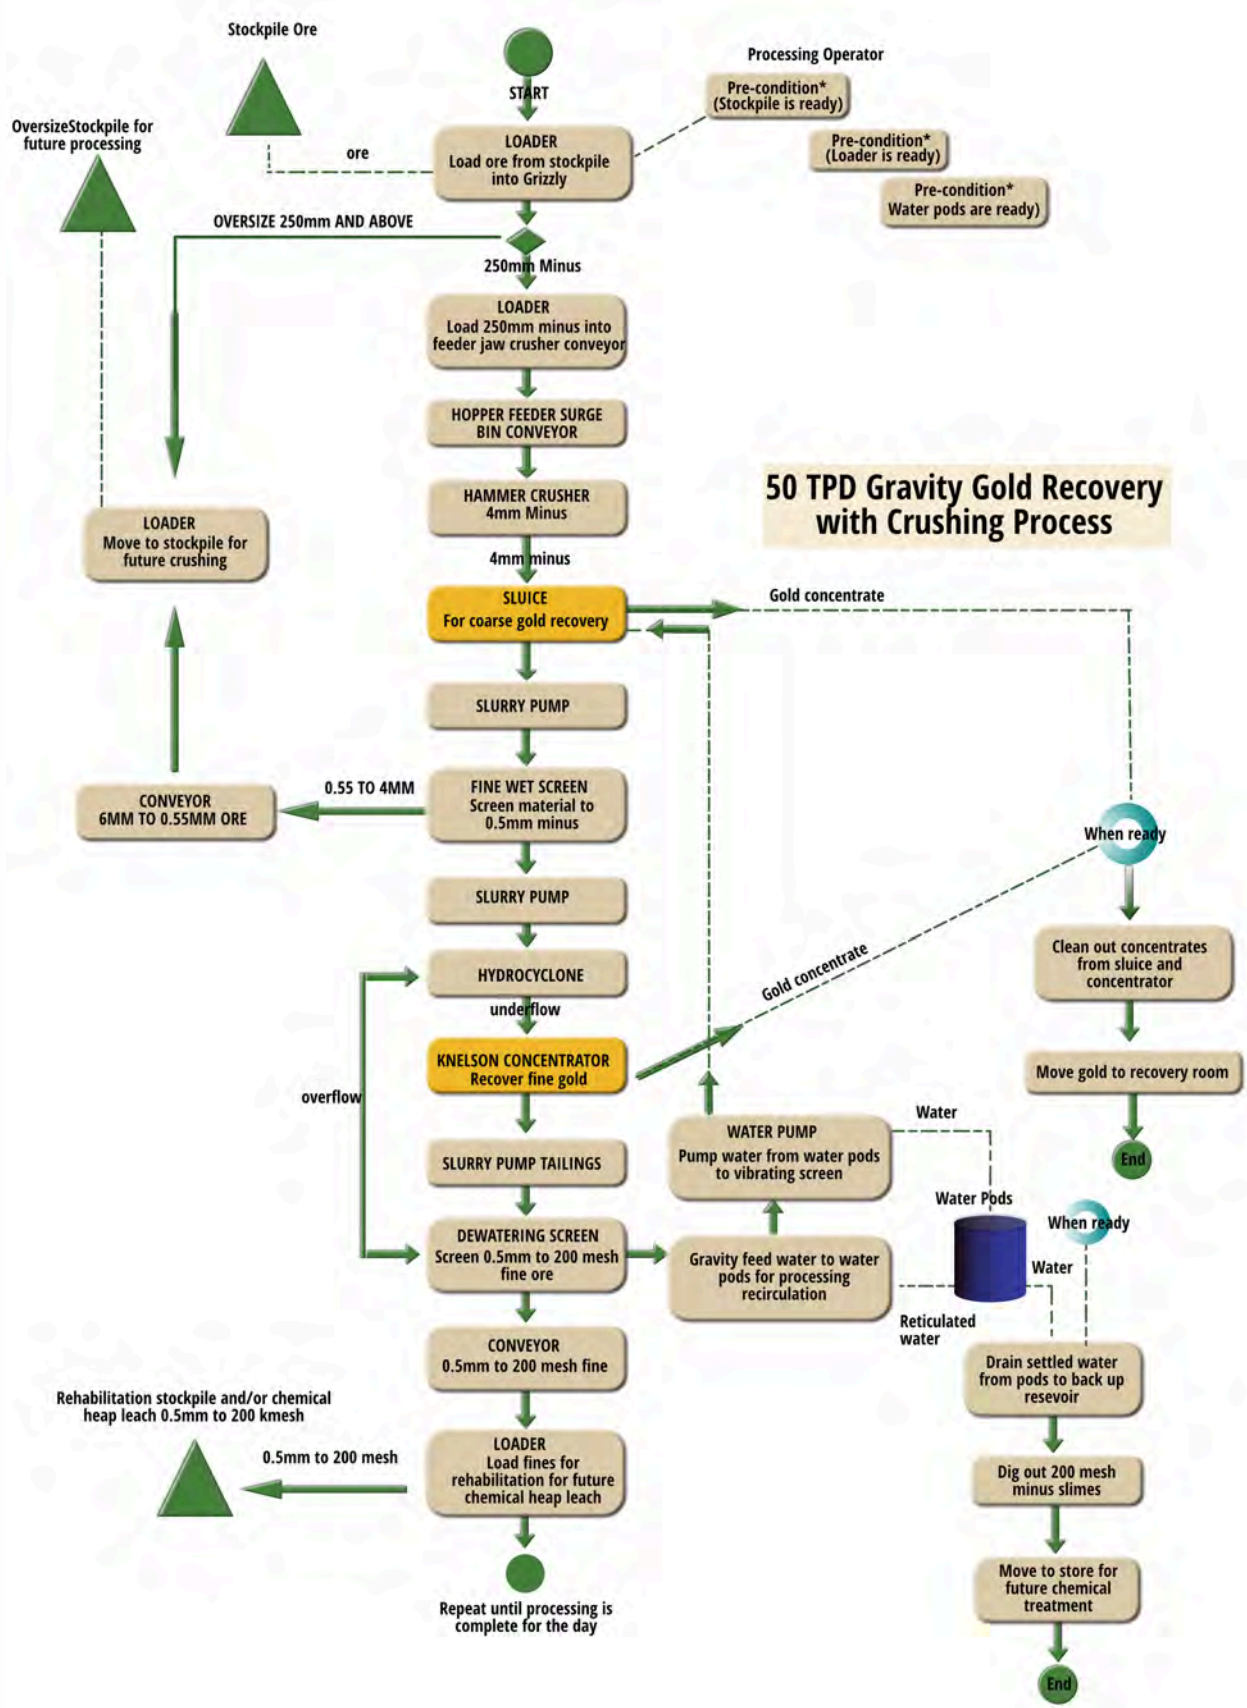 Stockpile Ore
START
Processing Operator
Pre-condition*
(Stockpile is ready)
OversizeStockpile for
future processing
ore
LOADER
Load ore from stockpile
into Grizzly
Pre-condition*
(Loader is ready)
Pre-condition*
Water pods are ready)
OVERSIZE 250mm AND ABOVE
250mm Minus
LOADER
Load 250mm minus into
feeder jaw crusher conveyor
HOPPER FEEDER SURGE
BIN CONVEYOR
HAMMER CRUSHER
4mm Minus
50 TPD Gravity Gold Recovery
with Crushing Process
LOADER
Move to stockpile for
future crushing
4mm minus
SLUICE
For coarse gold recovery
Gold concentrate
SLURRY PUMP
0.55 TO 4MM
FINE WET SCREEN
Screen material to
0.5mm minus
CONVEYOR
6MM TO 0.55MM ORE
When ready
SLURRY PUMP
Clean out concentrates
from sluice and
concentrator
HYDROCYCLONE
Gold concentrate
underflow
KNELSON CONCENTRATOR
Recover fine gold
Move gold to recovery room
overflow
End
SLURRY PUMP TAILINGS
WATER PUMP
Pump water from water pods
to vibrating screen
Water
Water Pods
When ready
DEWATERING SCREEN
Screen 0.5mm to 200 mesh
fine ore
Gravity feed water to water
pods for processing
recirculation
Water
Reticulated
water
CONVEYOR
0.5mm to 200 mesh fine
Drain settled water
from pods to back up
resevoir
Rehabilitation stockpile and/or chemical
heap leach 0.5mm to 200 kmesh
0.5mm to 200 mesh
LOADER
Load fines for
rehabilitation for future
chemical heap leach
Dig out 200 mesh
minus slimes
Move to store for
future chemical
treatment
Repeat until processing is
complete for the day
End